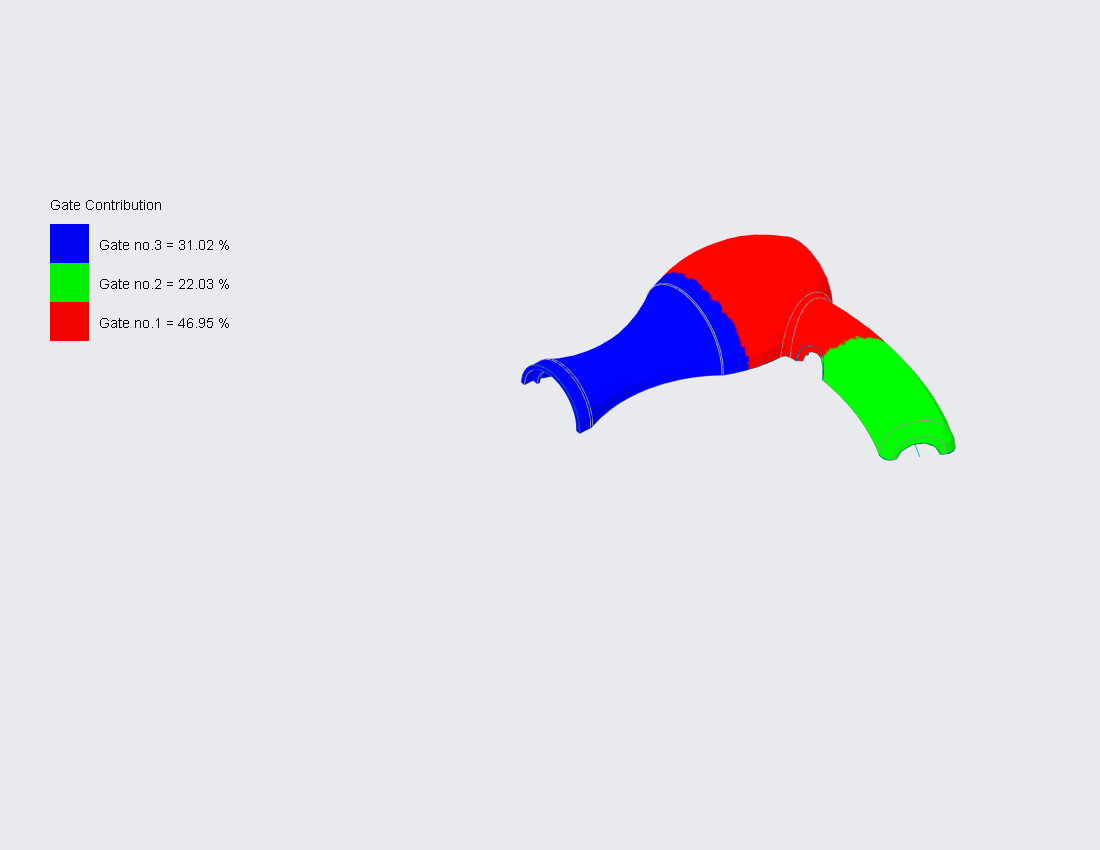 Gate Contribution
Gate no.3 = 31.02 %
Gate no.2 = 22.03 %
Gate no.1 = 46.95 %